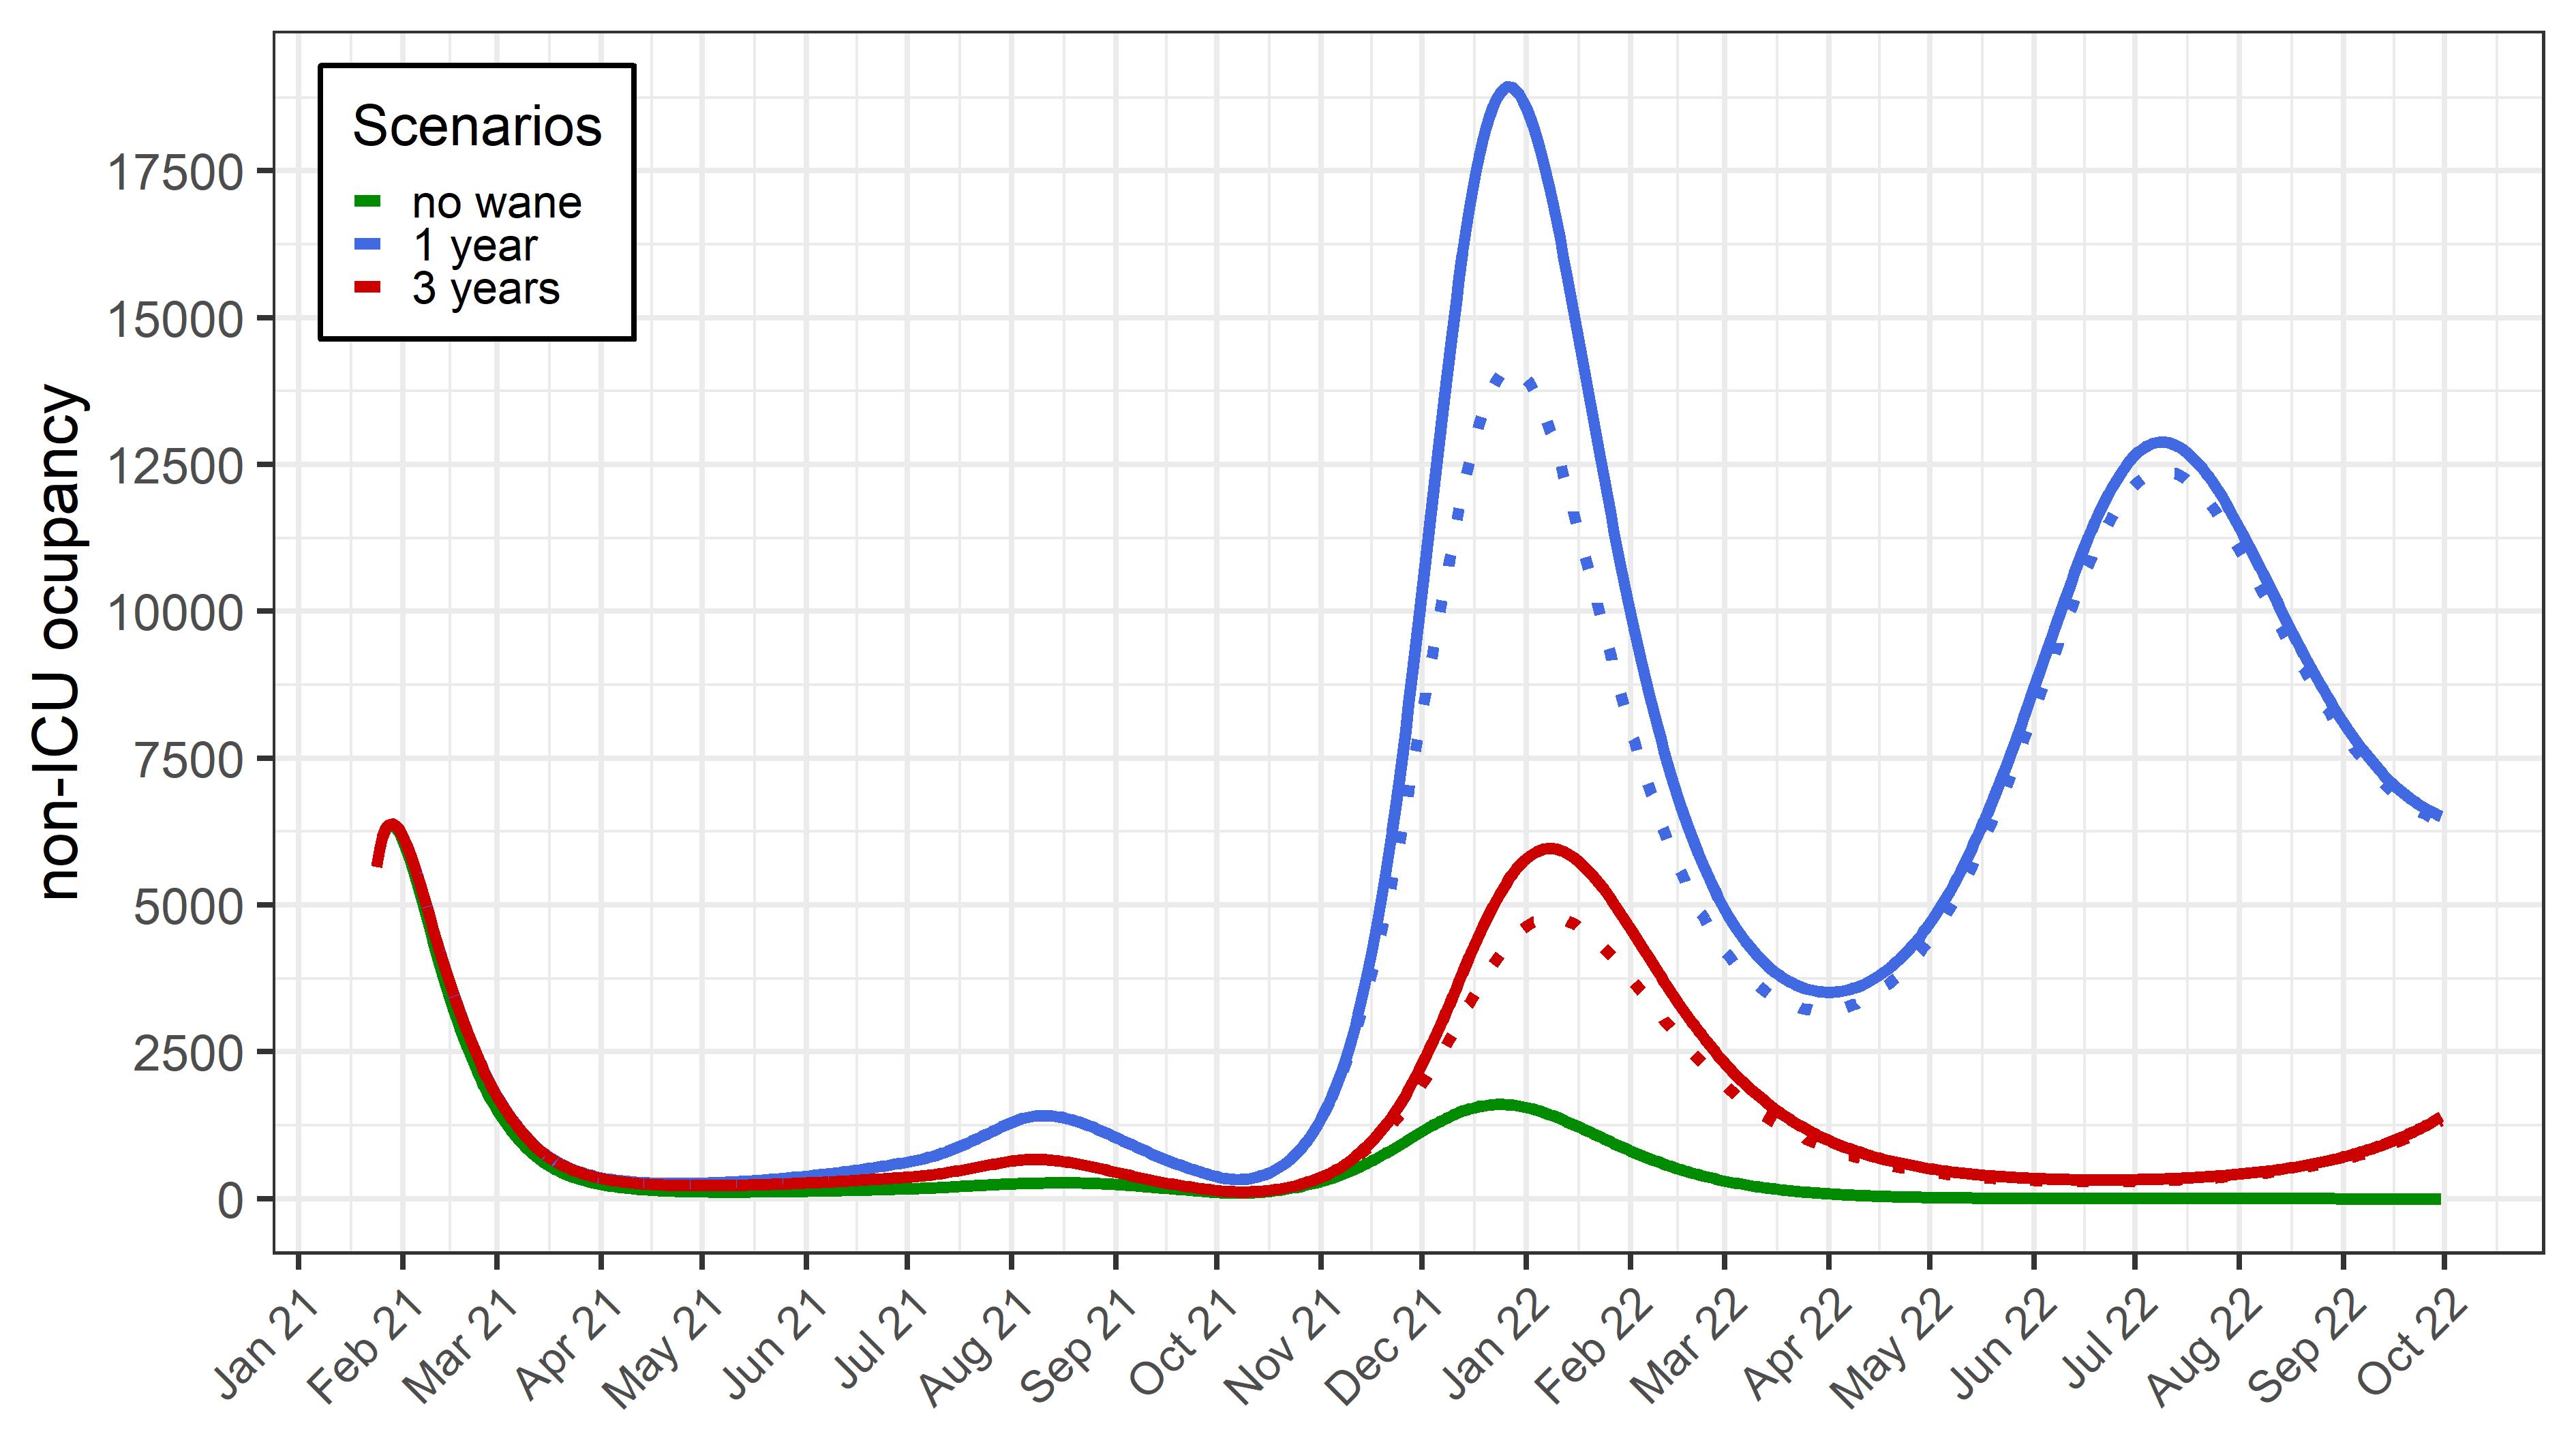 Scenarios
no wane
1 year
3 years
non-ICU ocupancy
17500
15000
12500
10000
7500
5000
2500
0
Jan 21
Feb 21
Mar 21
Apr 21
May 21
Jun 21
Jul 21
Aug 21
Sep 21
Oct 21
Nov 21
Dec 21
Jan 22
Feb 22
Mar 22
Apr 22
May 22
Jun 22
Jul 22
Aug 22
Sep 22
Oct 22